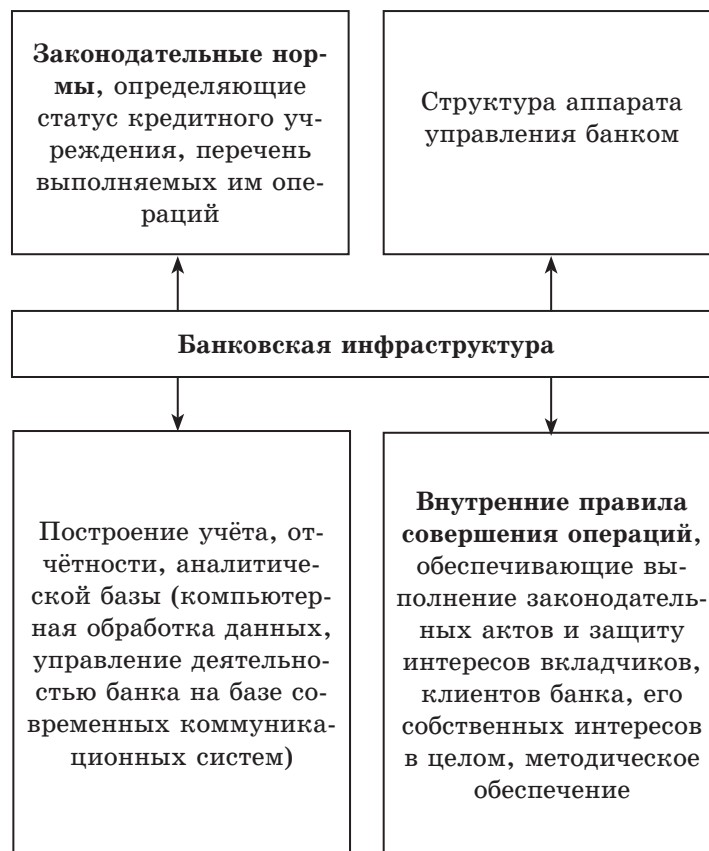 Законодательные нор-
мы, определяющие
статус кредитного уч-
реждения, перечень
выполняемых им опе-
раций
Структура аппарата
управления банком
Банковская инфраструктура
Построение учёта, от-
чётности, аналитиче-
ской базы (компьютер-
ная обработка данных,
управление деятельно-
стью банка на базе со-
временных коммуника-
ционных систем)
Внутренние правила
совершения операций,
обеспечивающие вы-
полнение законодатель-
ных актов и защиту
интересов вкладчиков,
клиентов банка, его
собственных интересов
в целом, методическое
обеспечение